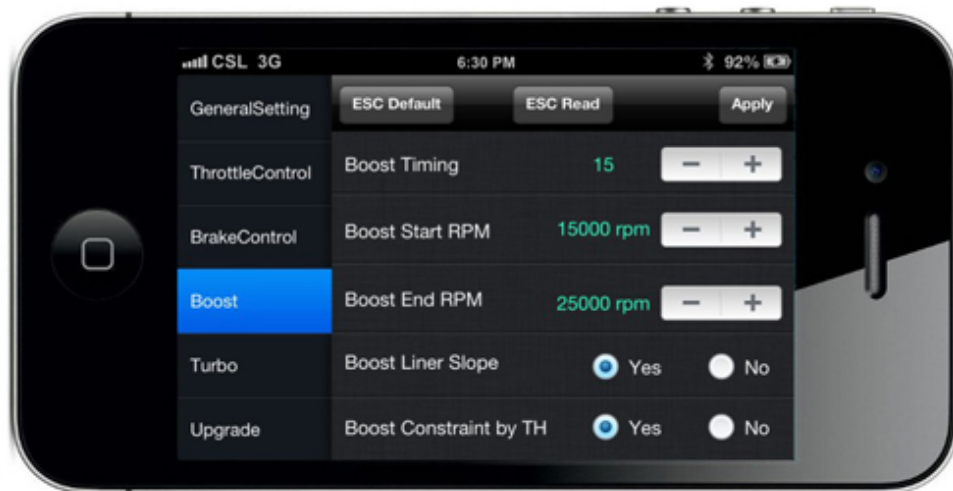 CSL 3G 6:30 PM 92%
GeneralSetting
ThrottleControl
BrakeControl
Boost
Turbo
Upgrade
ESC Default ESC Read Apply
Boost Timing 15 − +
Boost Start RPM 15000 rpm − +
Boost End RPM 25000 rpm − +
Boost Liner Slope Yes No
Boost Constraint by TH Yes No